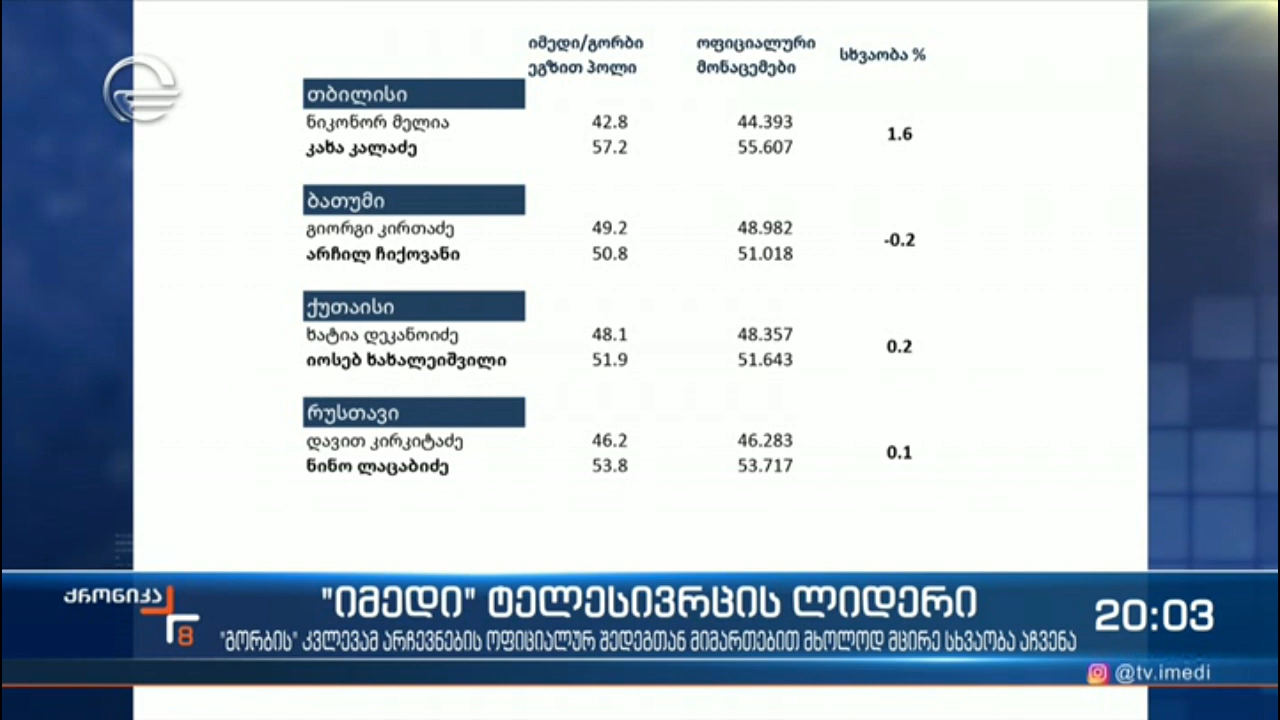 იმედი/გორბი ოფიციალური სხვაობა %
ეგზით პოლი მონაცემები
თბილისი
ნიკონორ მელია 42.8 44.393 1.6
კახა კალაძე 57.2 55.607
ბათუმი
გიორგი კირთაძე 49.2 48.982 -0.2
არჩილ ჩიქოვანი 50.8 51.018
ქუთაისი
ხატია დეკანოიძე 48.1 48.357 0.2
იოსებ ხახალეიშვილი 51.9 51.643
რუსთავი
დავით კირკიტაძე 46.2 46.283 0.1
ნინო ლაცაბიძე 53.8 53.717
ქრონიკა 8
"იმედი" ტელესივრცის ლიდერი
20:03
"გორბის" კვლევამ არჩევნების ოფიციალურ შედეგთან მიმართებით მხოლოდ მცირე სხვაობა აჩვენა
@tv.imedi